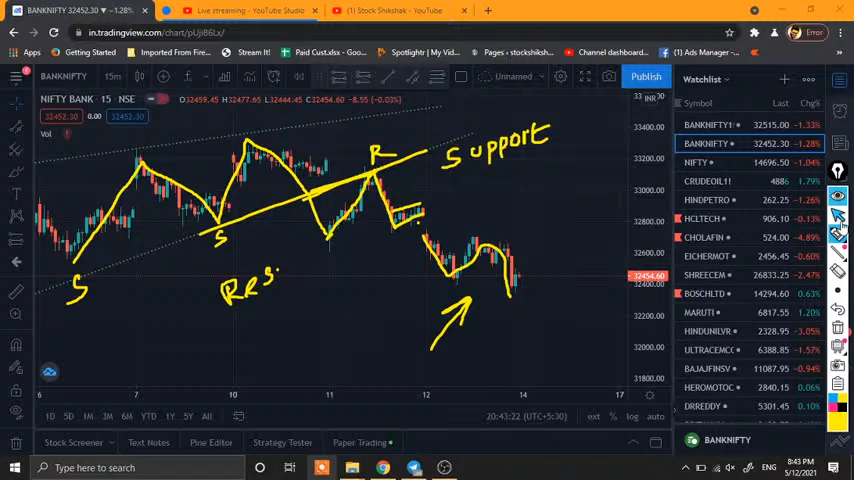 BANKNIFTY 32452.30 ▼ −1.28%
Live streaming - YouTube Studio
(1) Stock Shikshak - YouTube
in.tradingview.com/chart/pUjiB6Lx/
Error
Apps
Getting Started
Imported From Firef...
Stream It!
Paid Cust.xlsx - Goo...
Spotlightr / My Vid...
Pages • stockshiksh...
Channel dashboard...
(1) Ads Manager - ...
BANKNIFTY
15m
Unnamed
Publish
Watchlist
NIFTY BANK · 15 · NSE
O32459.45 H32477.65 L32444.45 C32454.60 −8.55 (−0.03%)
INR
Symbol Last Chg%
32452.30 0.00 32452.30
Vol
BANKNIFTY1! 32515.00 -1.33%
BANKNIFTY 32452.30 -1.28%
NIFTY 14696.50 -1.04%
CRUDEOIL1! 4886 1.79%
HINDPETRO 262.25 -1.26%
HCLTECH 906.10 -0.13%
CHOLAFIN 524.00 -4.89%
EICHERMOT 2456.45 -0.60%
SHREECEM 26833.25 -2.47%
BOSCHLTD 14294.60 0.63%
MARUTI 6817.55 1.20%
HINDUNILVR 2328.95 -3.05%
ULTRACEMCO 6388.85 -1.57%
BAJAJFINSV 11087.95 -0.94%
HEROMOTOCO 2840.15 0.06%
DRREDDY 5301.45 0.10%
33400.00
33200.00
33000.00
32800.00
32600.00
32454.60
32400.00
32200.00
32000.00
31800.00
R
Support
S
S
RRS
6 7 10 11 12 14 17
1D 5D 1M 3M 6M YTD 1Y 5Y All
20:43:22 (UTC+5:30)
ext % log auto
Stock Screener
Text Notes
Pine Editor
Strategy Tester
Paper Trading
BANKNIFTY
Type here to search
ENG
8:43 PM
5/12/2021